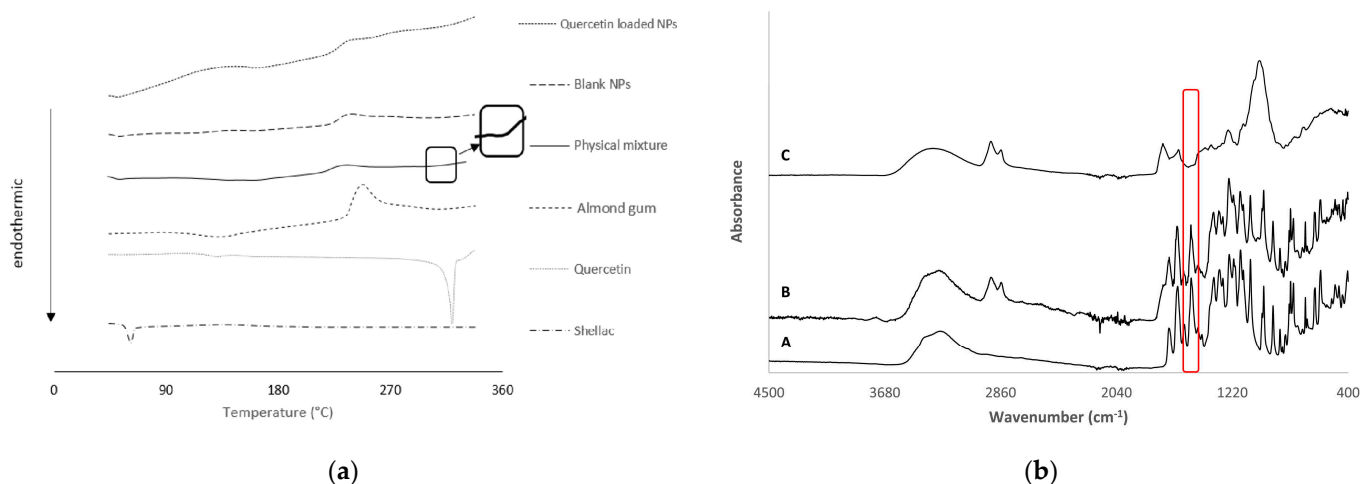 Quercetin loaded NPs
Blank NPs
Physical mixture
Almond gum
Quercetin
Shellac
endothermic
0 90 180 270 360
Temperature (°C)
(a)
Absorbance
C
B
A
4500 3680 2860 2040 1220 400
Wavenumber (cm-1)
(b)